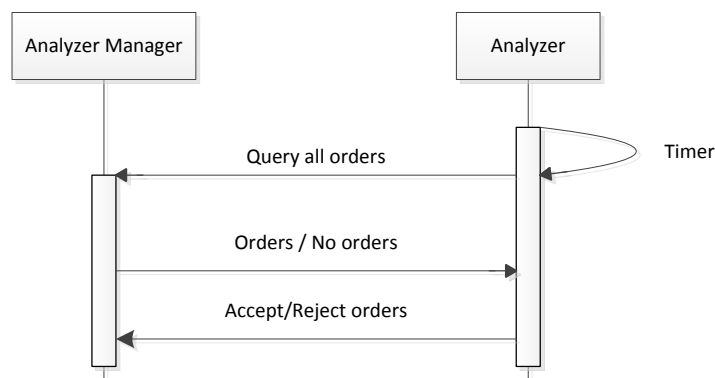 Analyzer Manager
Analyzer
Timer
Query all orders
Orders / No orders
Accept/Reject orders